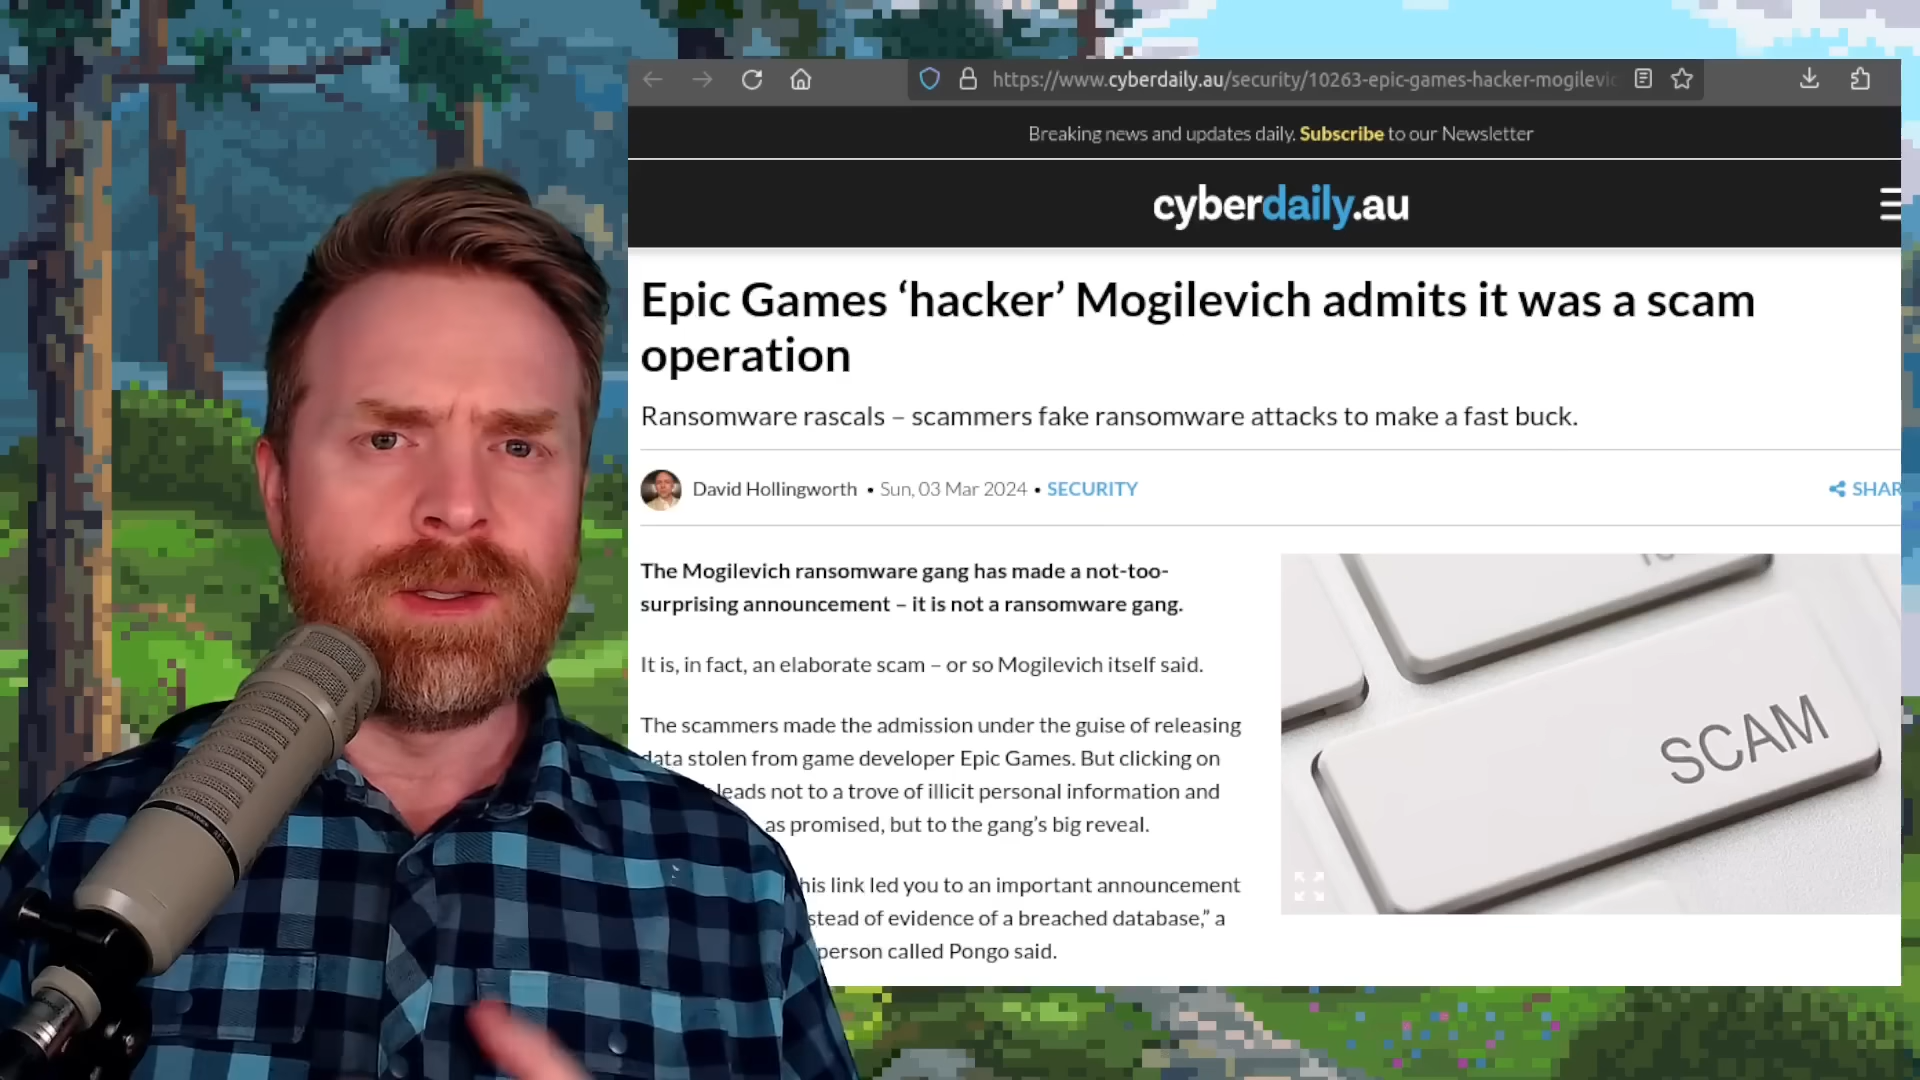 https://www.cyberdaily.au/security/10263-epic-games-hacker-mogilevic
Breaking news and updates daily. Subscribe to our Newsletter
cyberdaily.au
Epic Games ‘hacker’ Mogilevich admits it was a scam
operation
Ransomware rascals – scammers fake ransomware attacks to make a fast buck.
David Hollingworth • Sun, 03 Mar 2024 • SECURITY
SHAR
The Mogilevich ransomware gang has made a not-too-
surprising announcement – it is not a ransomware gang.
It is, in fact, an elaborate scam – or so Mogilevich itself said.
The scammers made the admission under the guise of releasing
data stolen from game developer Epic Games. But clicking on
leads not to a trove of illicit personal information and
as promised, but to the gang’s big reveal.
his link led you to an important announcement
stead of evidence of a breached database,” a
person called Pongo said.
SCAM